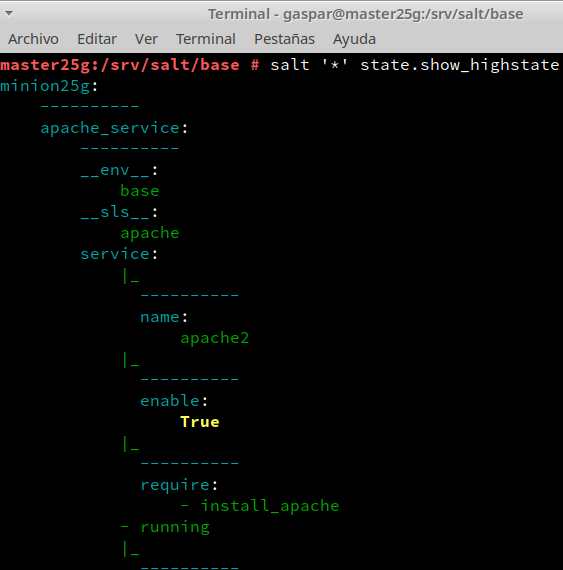 Terminal - gaspar@master25g:/srv/salt/base
Archivo Editar Ver Terminal Pestañas Ayuda
master25g:/srv/salt/base # salt '*' state.show_highstate
minion25g:
    ----------
    apache_service:
        ----------
        __env__:
            base
        __sls__:
            apache
        service:
            |_
              ----------
              name:
                  apache2
            |_
              ----------
              enable:
                  True
            |_
              ----------
              require:
                  - install_apache
            - running
            |_
              ----------